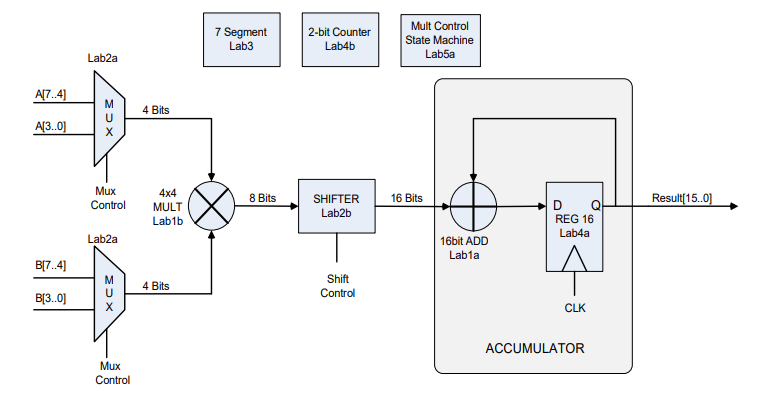 7 Segment
Lab3
2-bit Counter
Lab4b
Mult Control
State Machine
Lab5a
Lab2a
A[7..4]
A[3..0]
M
U
X
4 Bits
Mux
Control
4x4
MULT
Lab1b
8 Bits
SHIFTER
Lab2b
16 Bits
Shift
Control
16bit ADD
Lab1a
D
Q
REG 16
Lab4a
CLK
Result[15..0]
ACCUMULATOR
Lab2a
B[7..4]
B[3..0]
M
U
X
4 Bits
Mux
Control